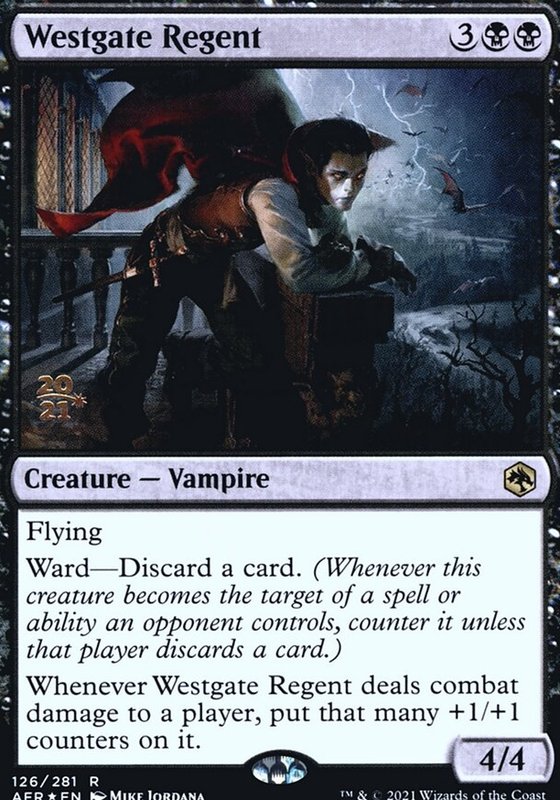 Westgate Regent 3
20
21
Creature — Vampire
Flying
Ward—Discard a card. (Whenever this
creature becomes the target of a spell or
ability an opponent controls, counter it unless
that player discards a card.)
Whenever Westgate Regent deals combat
damage to a player, put that many +1/+1
counters on it.
4/4
126/281 R
AFR★EN Mike Jordana
™ & © 2021 Wizards of the Coast